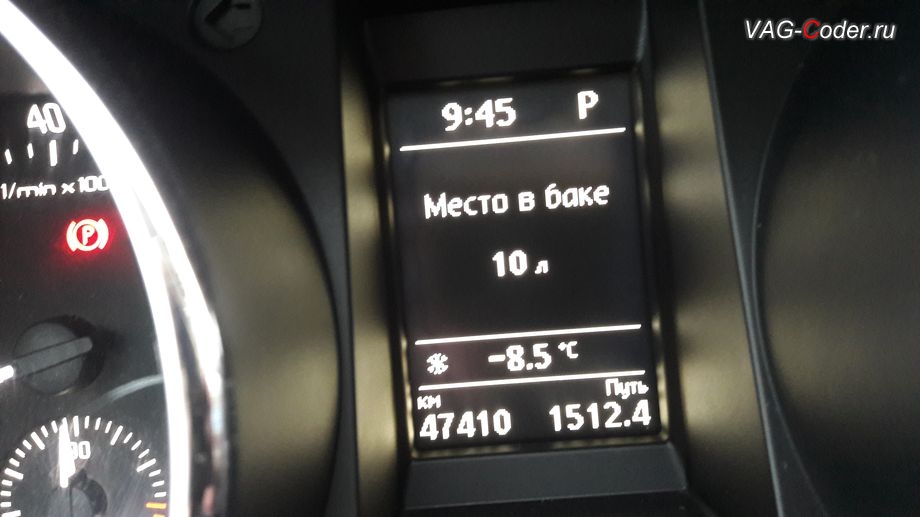 VAG-Coder.ru
9:45 P
40
1/min x100
Место в баке
(P)
10 л
-8.5 °C
км Путь
47410 1512.4
90